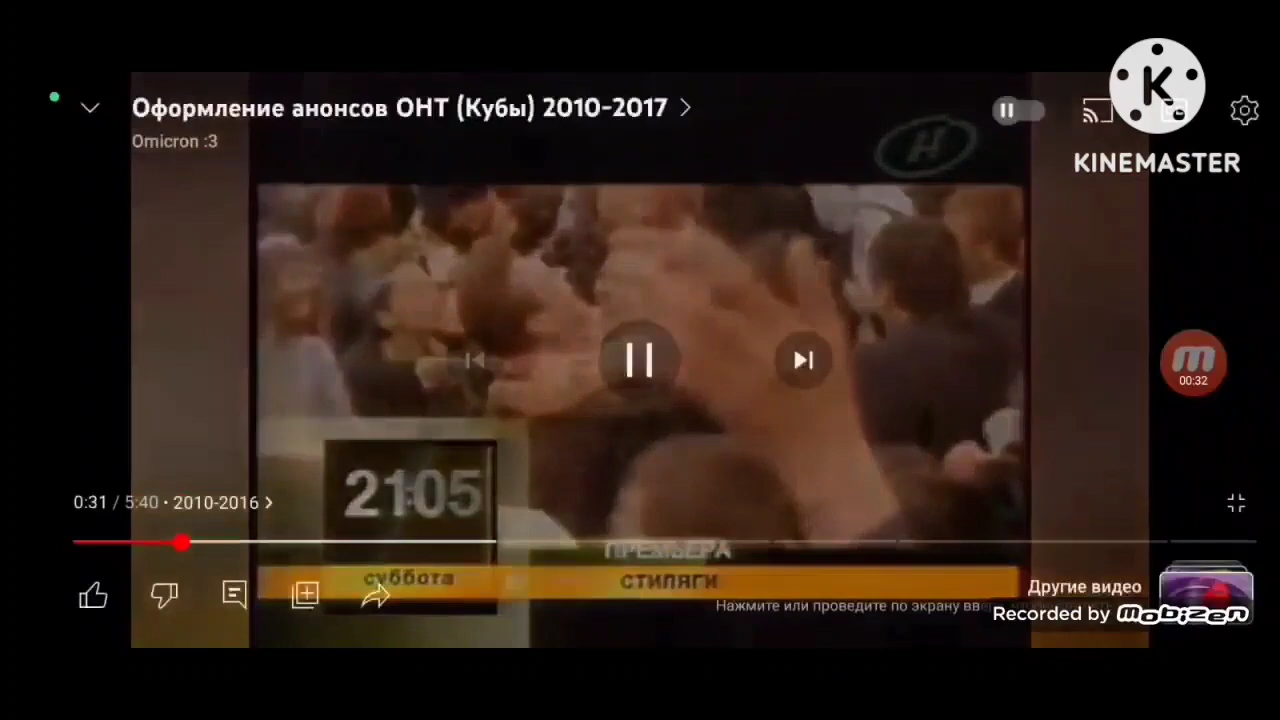 Оформление анонсов ОНТ (Кубы) 2010-2017
Omicron :3
K
KINEMASTER
H
m
00:32
21:05
0:31 / 5:40 • 2010-2016
ПРЕМЬЕРА
суббота
СТИЛЯГИ
Другие видео
Нажмите или проведите по экрану
Recorded by mobizen